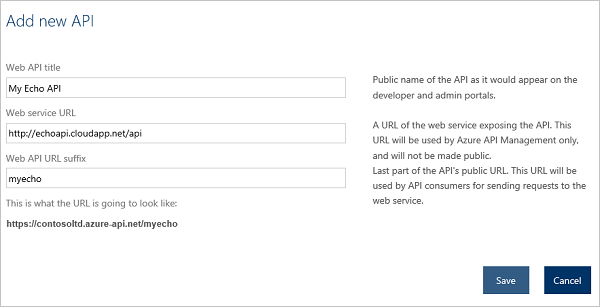 Add new API
Web API title
My Echo API
Public name of the API as it would appear on the
developer and admin portals.
Web service URL
http://echoapi.cloudapp.net/api
A URL of the web service exposing the API. This
URL will be used by Azure API Management only,
and will not be made public.
Web API URL suffix
myecho
Last part of the API's public URL. This URL will be
used by API consumers for sending requests to the
web service.
This is what the URL is going to look like:
https://contosoltd.azure-api.net/myecho
Save
Cancel